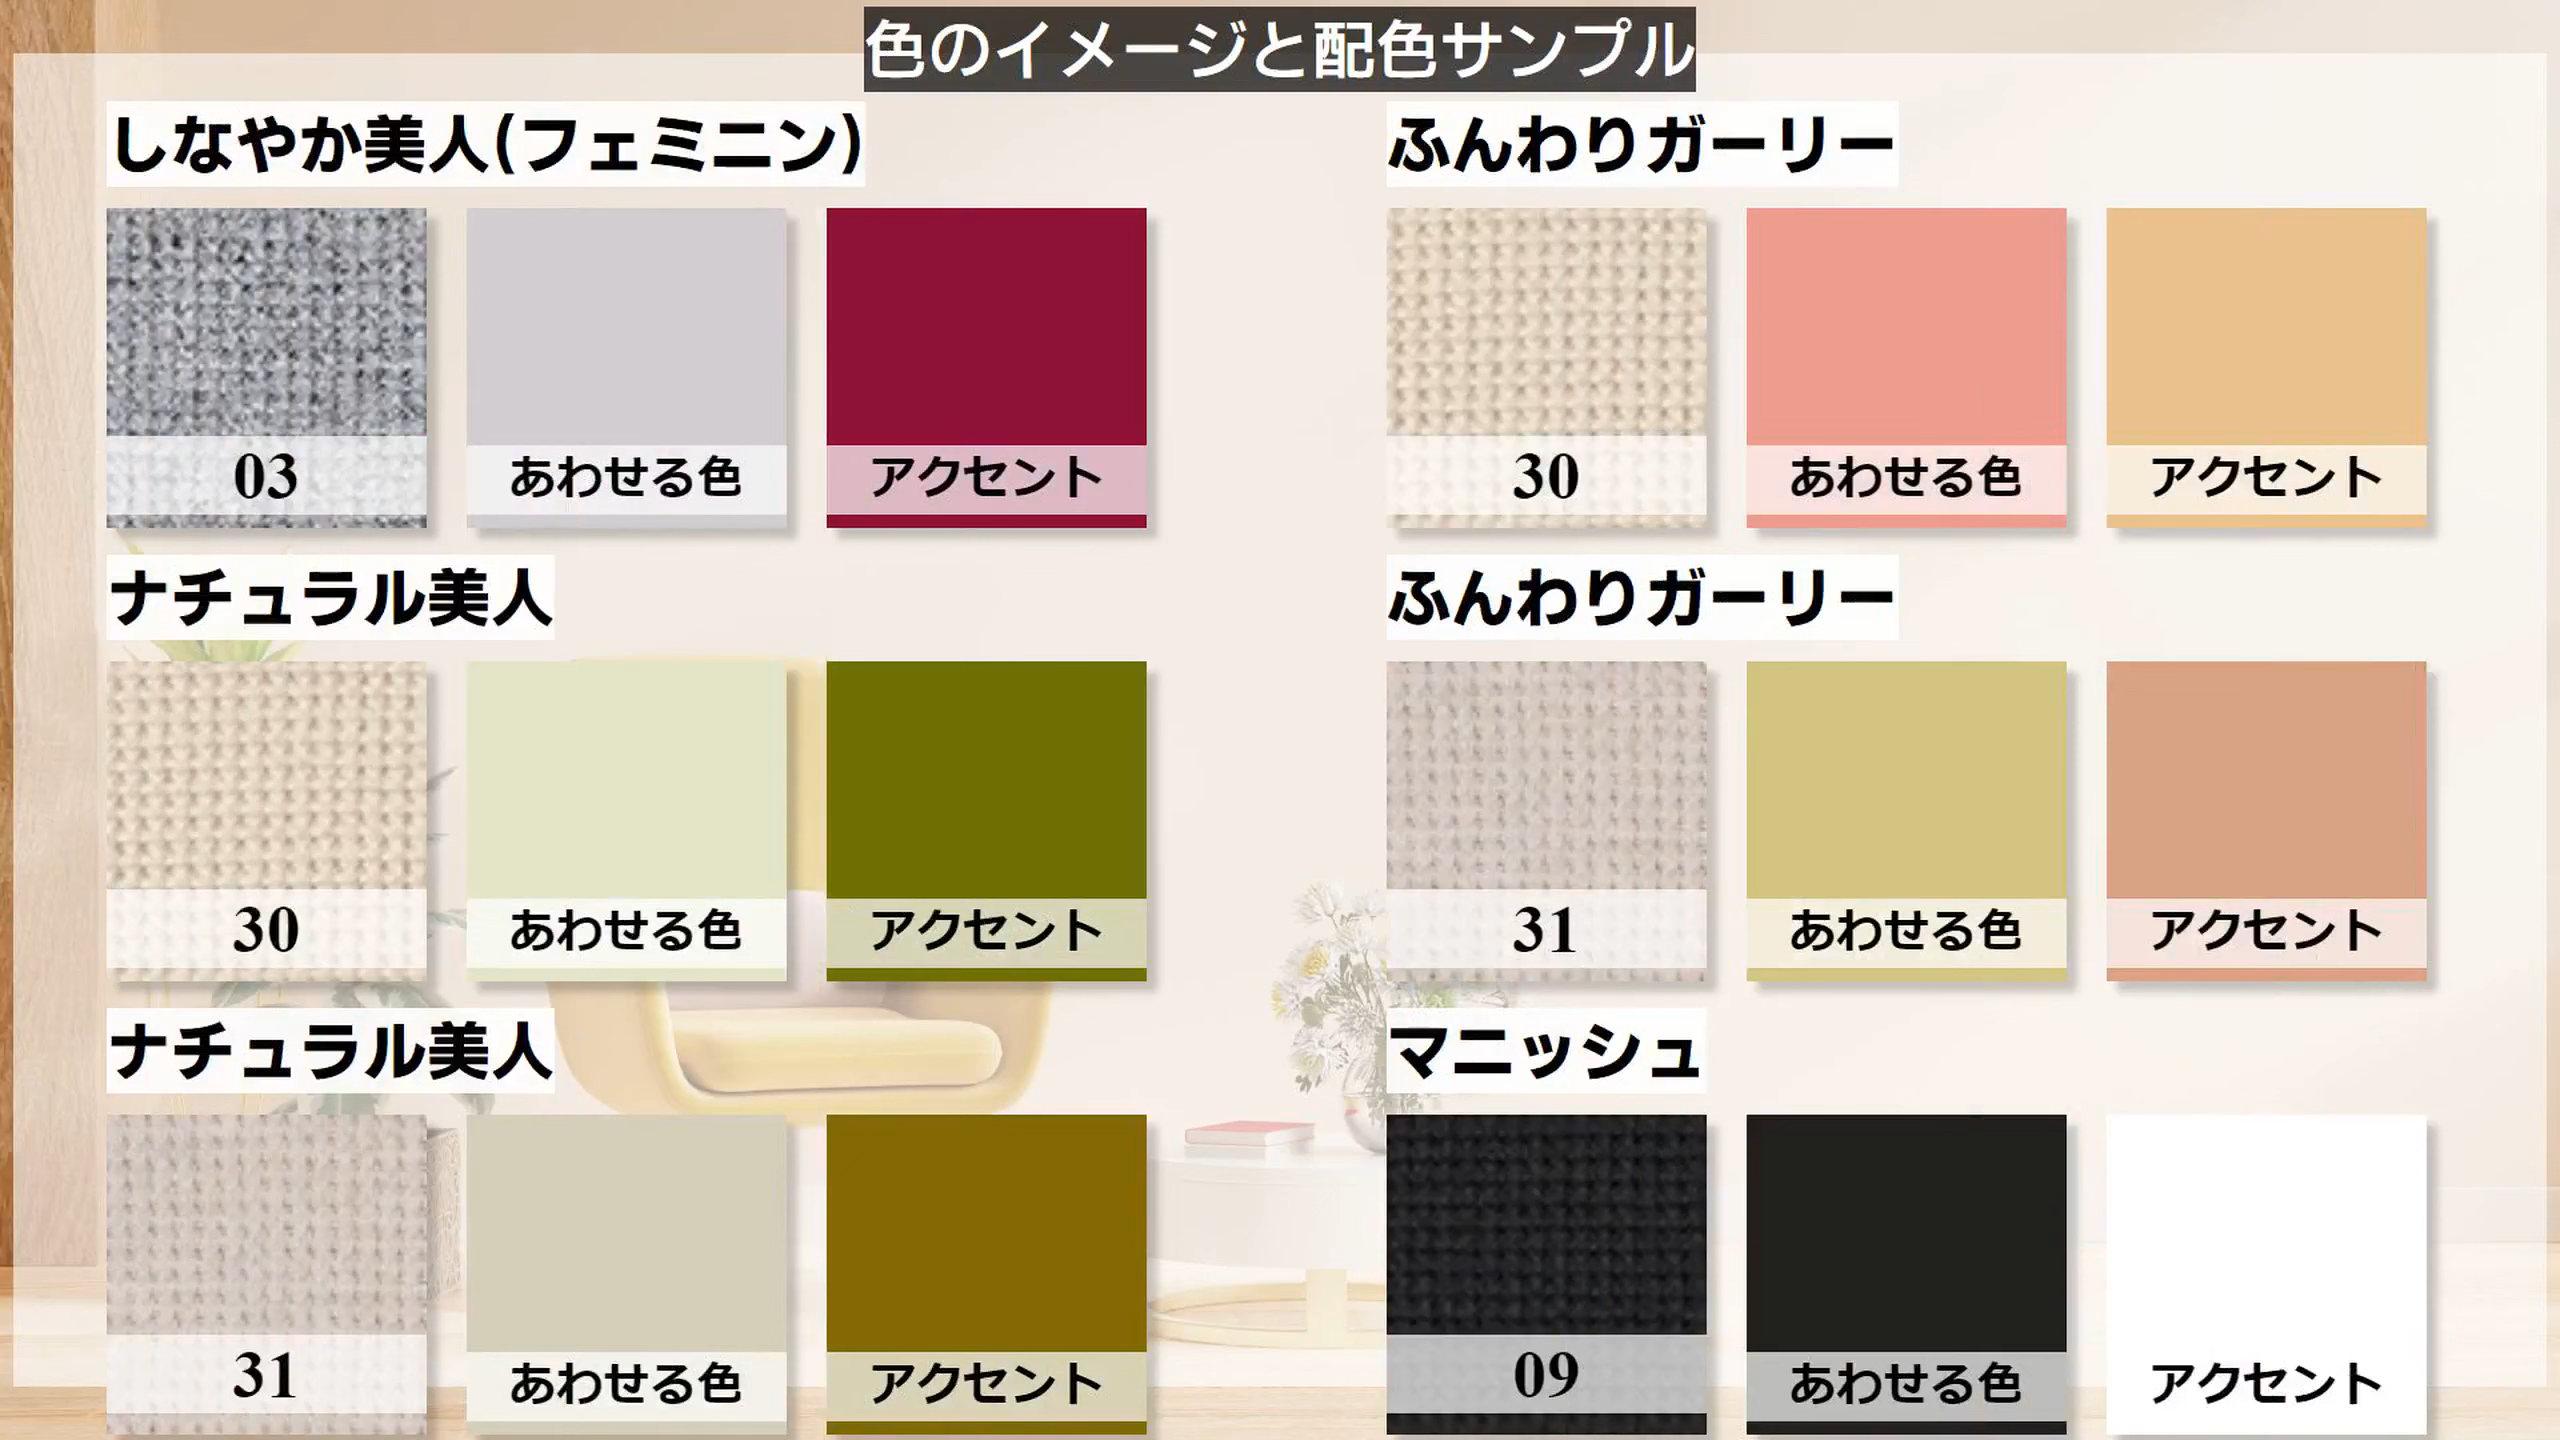 色のイメージと配色サンプル
しなやか美人(フェミニン)
03
あわせる色
アクセント
ふんわりガーリー
30
あわせる色
アクセント
ナチュラル美人
30
あわせる色
アクセント
ふんわりガーリー
31
あわせる色
アクセント
ナチュラル美人
31
あわせる色
アクセント
マニッシュ
09
あわせる色
アクセント